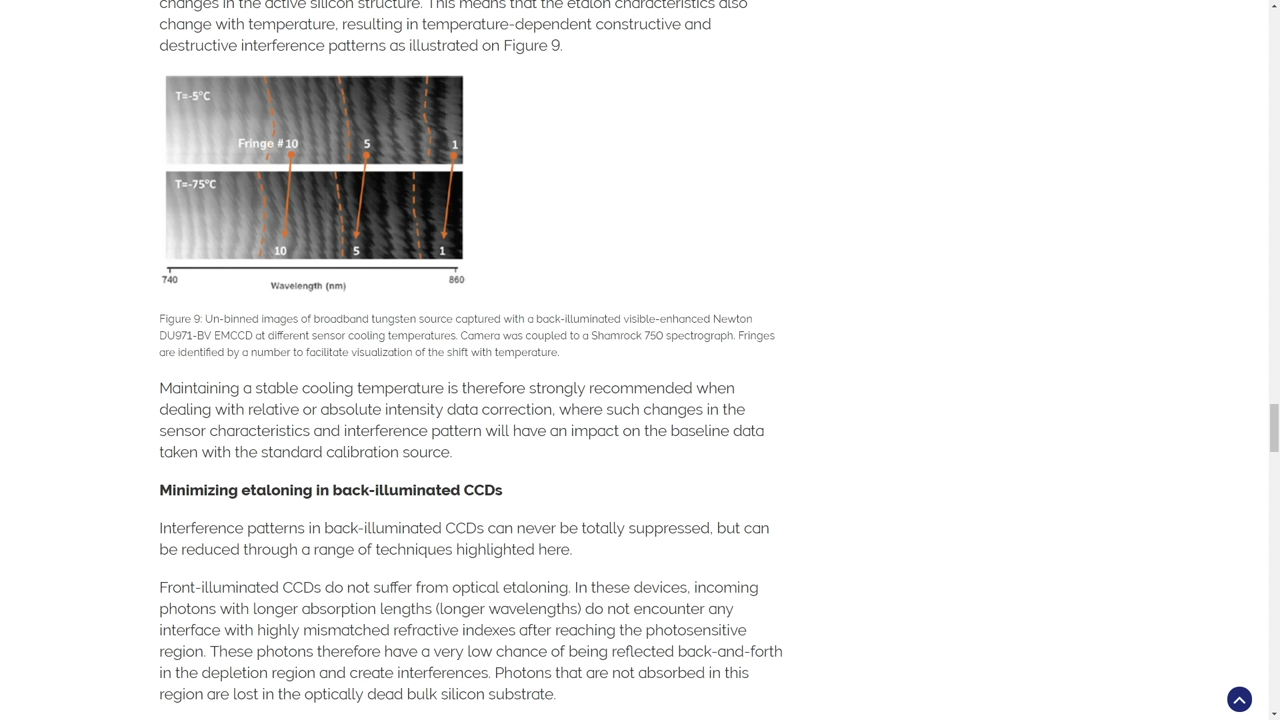 changes in the active silicon structure. This means that the etalon characteristics also
change with temperature, resulting in temperature-dependent constructive and
destructive interference patterns as illustrated on Figure 9.
T=-5°C
Fringe #10 5 1
T=-75°C
10 5 1
740 860
Wavelength (nm)
Figure 9: Un-binned images of broadband tungsten source captured with a back-illuminated visible-enhanced Newton
DU971-BV EMCCD at different sensor cooling temperatures. Camera was coupled to a Shamrock 750 spectrograph. Fringes
are identified by a number to facilitate visualization of the shift with temperature.
Maintaining a stable cooling temperature is therefore strongly recommended when
dealing with relative or absolute intensity data correction, where such changes in the
sensor characteristics and interference pattern will have an impact on the baseline data
taken with the standard calibration source.
Minimizing etaloning in back-illuminated CCDs
Interference patterns in back-illuminated CCDs can never be totally suppressed, but can
be reduced through a range of techniques highlighted here.
Front-illuminated CCDs do not suffer from optical etaloning. In these devices, incoming
photons with longer absorption lengths (longer wavelengths) do not encounter any
interface with highly mismatched refractive indexes after reaching the photosensitive
region. These photons therefore have a very low chance of being reflected back-and-forth
in the depletion region and create interferences. Photons that are not absorbed in this
region are lost in the optically dead bulk silicon substrate.